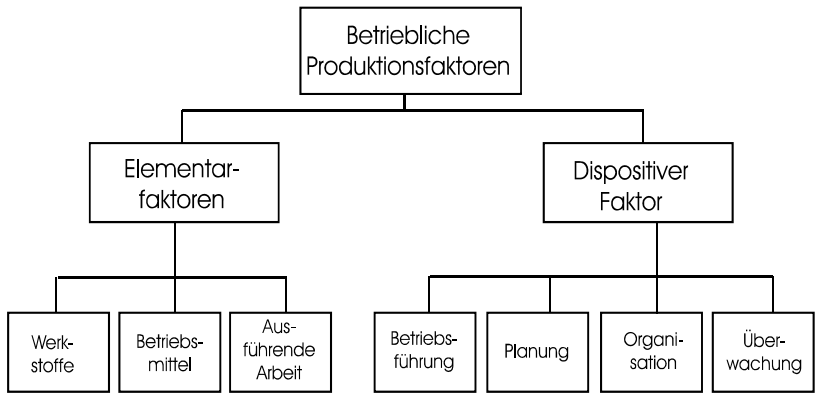 Betriebliche
Produktionsfaktoren
Elementar-
faktoren
Dispositiver
Faktor
Werk-
stoffe
Betriebs-
mittel
Aus-
führende
Arbeit
Betriebs-
führung
Planung
Organi-
sation
Über-
wachung